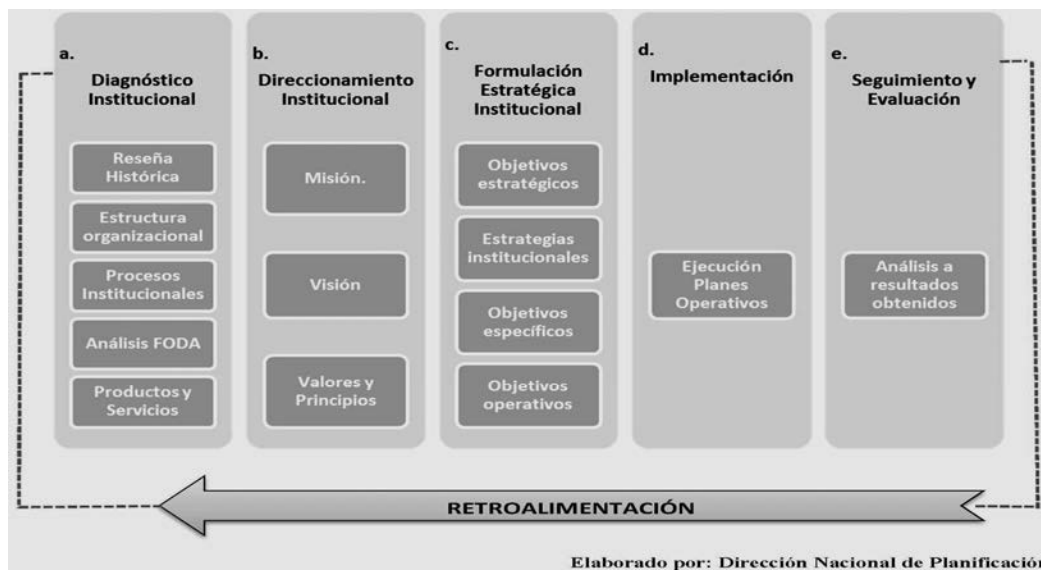 a.
Diagnóstico
Institucional
Reseña
Histórica
Estructura
organizacional
Procesos
Institucionales
Análisis FODA
Productos y
Servicios
b.
Direccionamiento
Institucional
Misión.
Visión
Valores y
Principios
c.
Formulación
Estratégica
Institucional
Objetivos
estratégicos
Estrategias
institucionales
Objetivos
específicos
Objetivos
operativos
d.
Implementación
Ejecución
Planes
Operativos
e.
Seguimiento y
Evaluación
Análisis a
resultados
obtenidos
RETROALIMENTACIÓN
Elaborado por: Dirección Nacional de Planificación